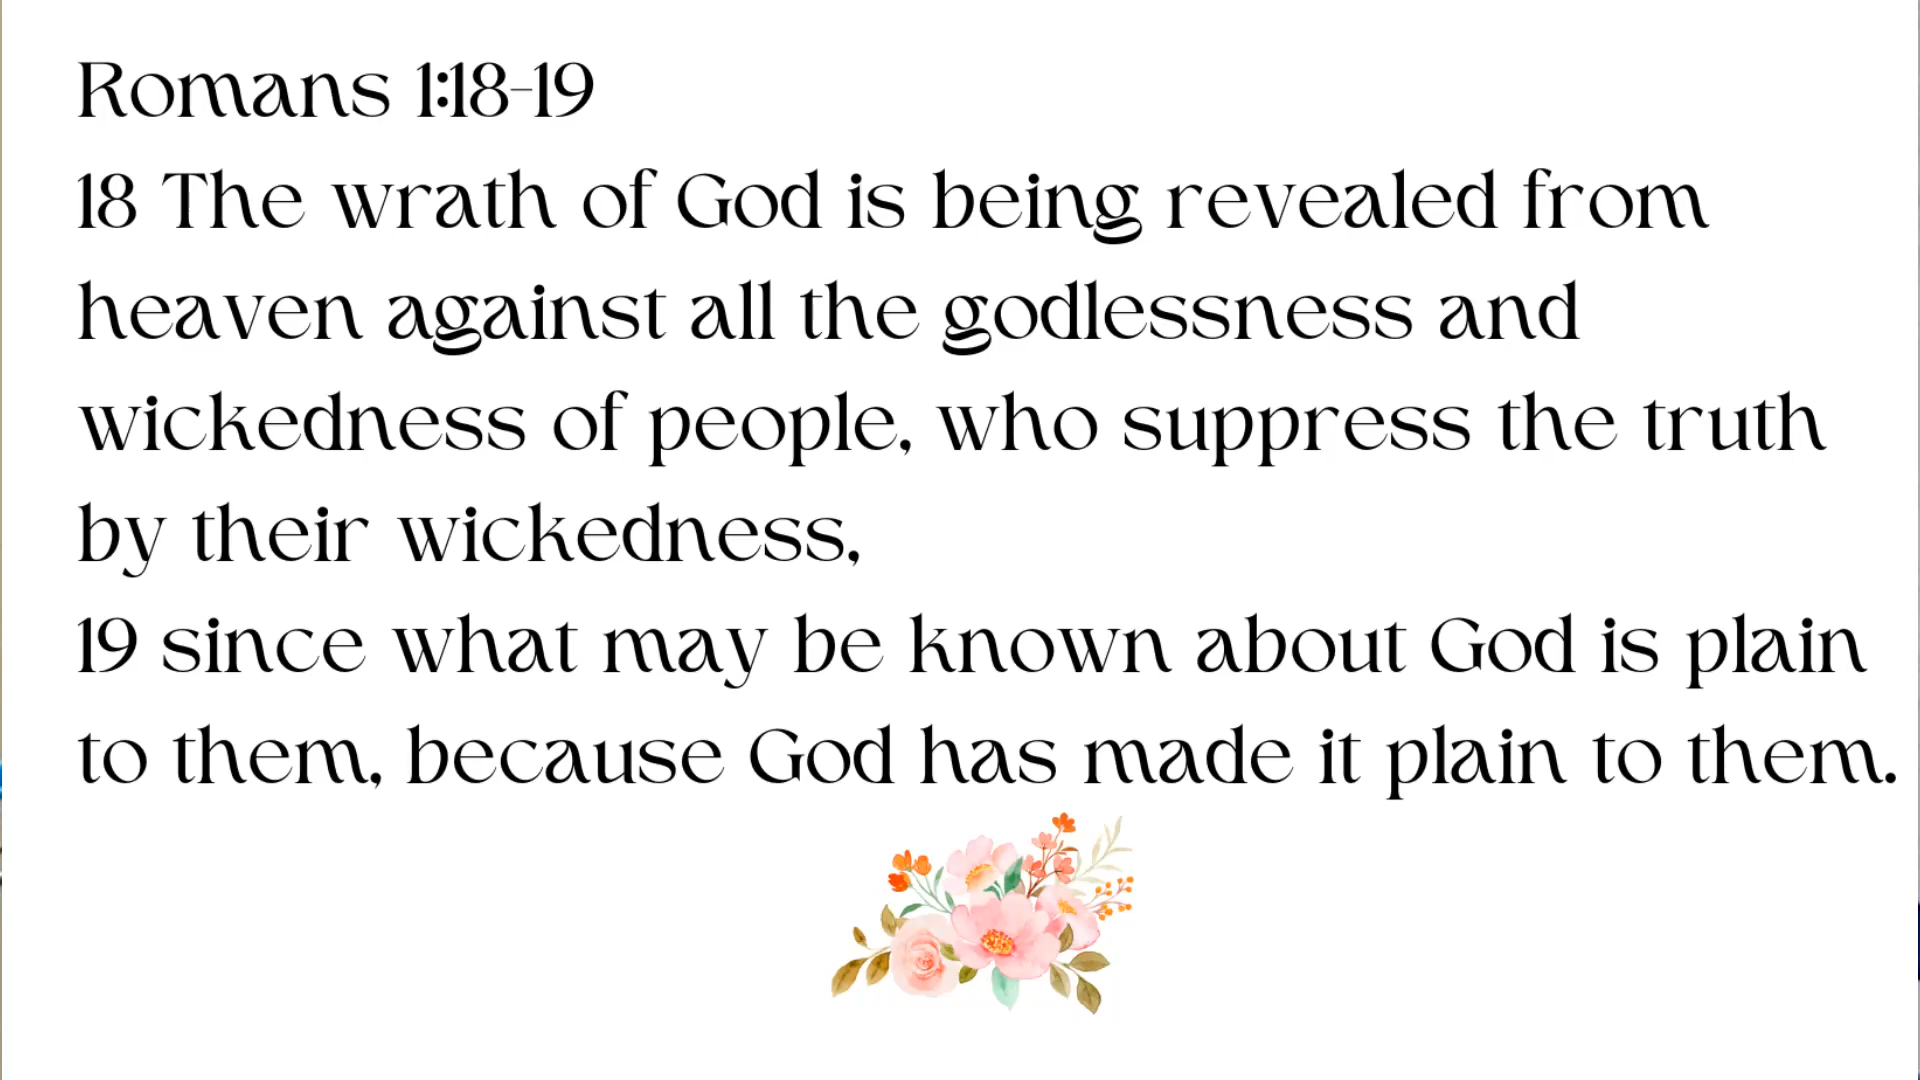 Romans 1:18-19
18 The wrath of God is being revealed from
heaven against all the godlessness and
wickedness of people, who suppress the truth
by their wickedness,
19 since what may be known about God is plain
to them, because God has made it plain to them.